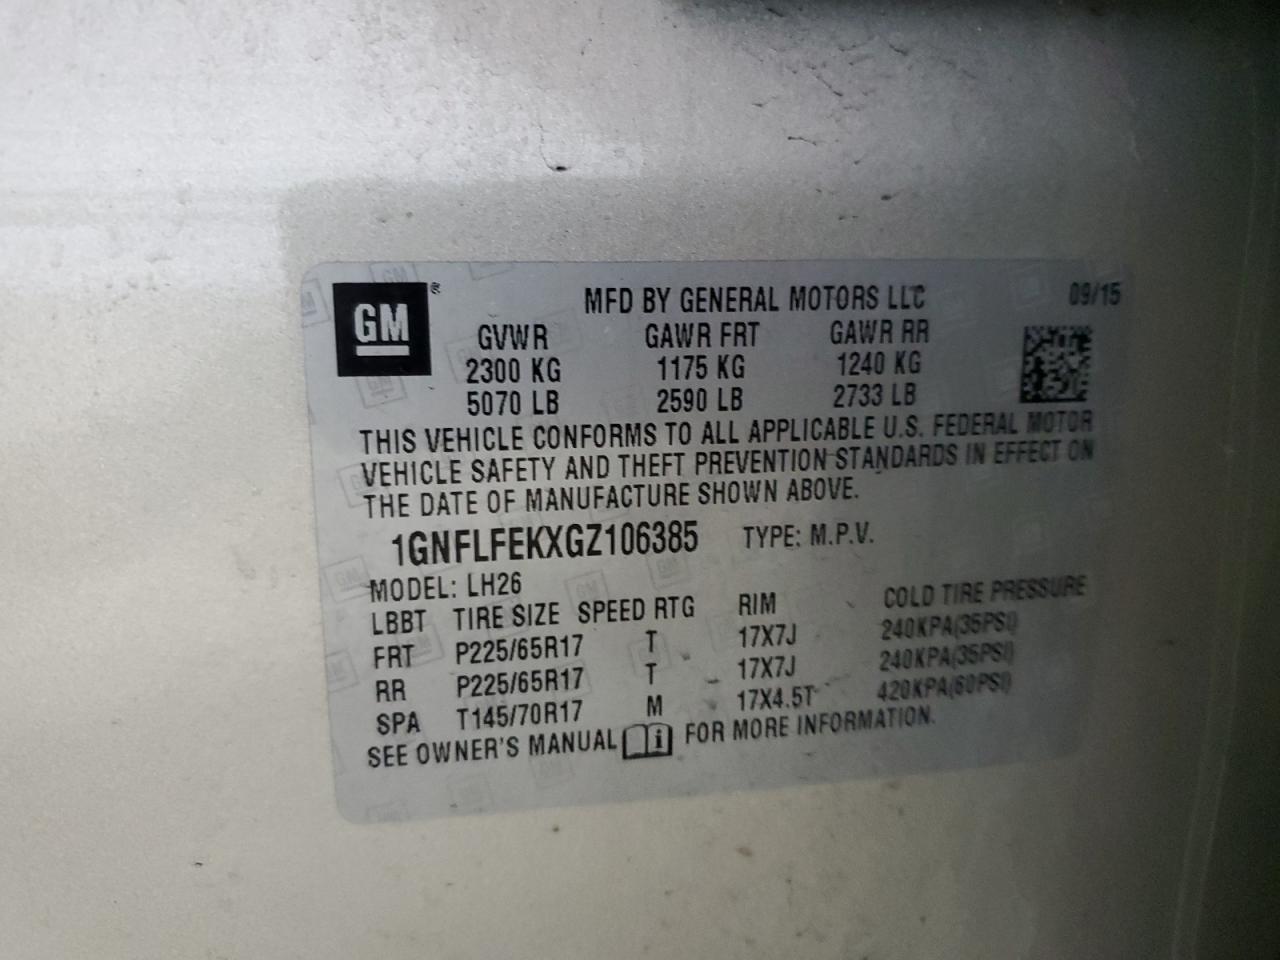 GM® MFD BY GENERAL MOTORS LLC 09/15
GVWR GAWR FRT GAWR RR
2300 KG 1175 KG 1240 KG
5070 LB 2590 LB 2733 LB
THIS VEHICLE CONFORMS TO ALL APPLICABLE U.S. FEDERAL MOTOR
VEHICLE SAFETY AND THEFT PREVENTION STANDARDS IN EFFECT ON
THE DATE OF MANUFACTURE SHOWN ABOVE.
1GNFLFEKXGZ106385 TYPE: M.P.V.
MODEL: LH26
LBBT TIRE SIZE SPEED RTG RIM COLD TIRE PRESSURE
FRT P225/65R17 T 17X7J 240KPA(35PSI)
RR P225/65R17 T 17X7J 240KPA(35PSI)
SPA T145/70R17 M 17X4.5T 420KPA(60PSI)
SEE OWNER'S MANUAL i FOR MORE INFORMATION.